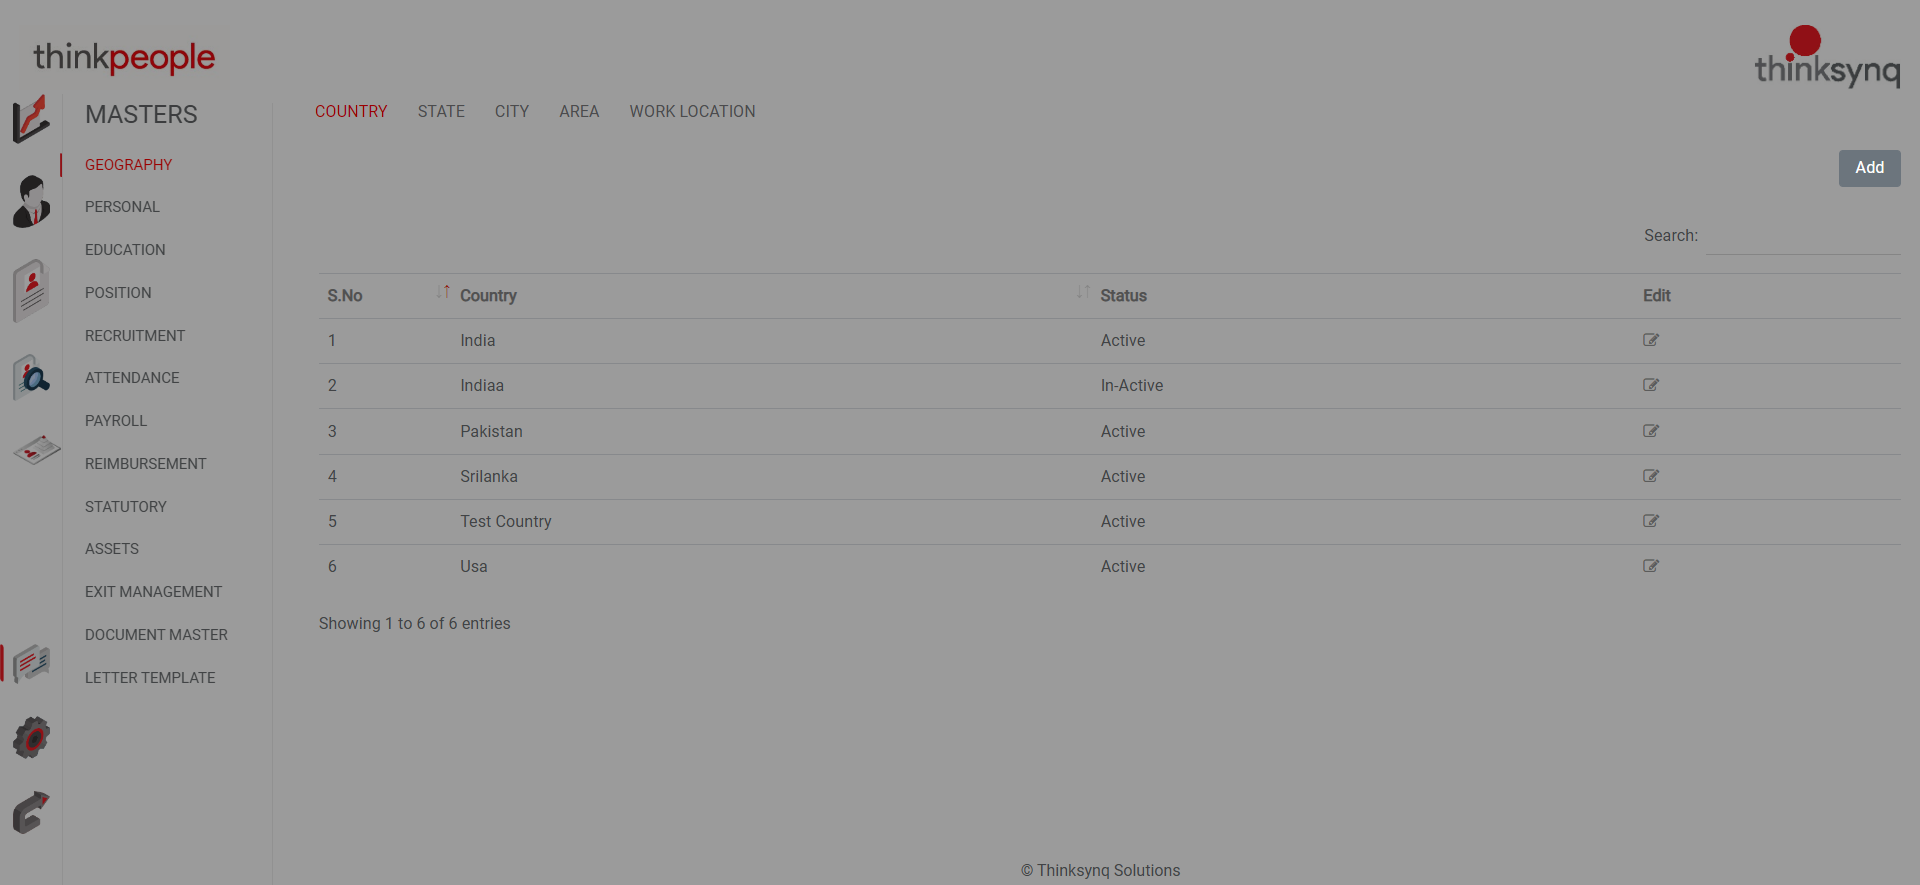 thinkpeople
thinksynq
MASTERS
COUNTRY STATE CITY AREA WORK LOCATION
GEOGRAPHY
PERSONAL
EDUCATION
POSITION
RECRUITMENT
ATTENDANCE
PAYROLL
REIMBURSEMENT
STATUTORY
ASSETS
EXIT MANAGEMENT
DOCUMENT MASTER
LETTER TEMPLATE
Add
Search:
S.No Country Status Edit
1 India Active
2 Indiaa In-Active
3 Pakistan Active
4 Srilanka Active
5 Test Country Active
6 Usa Active
Showing 1 to 6 of 6 entries
© Thinksynq Solutions